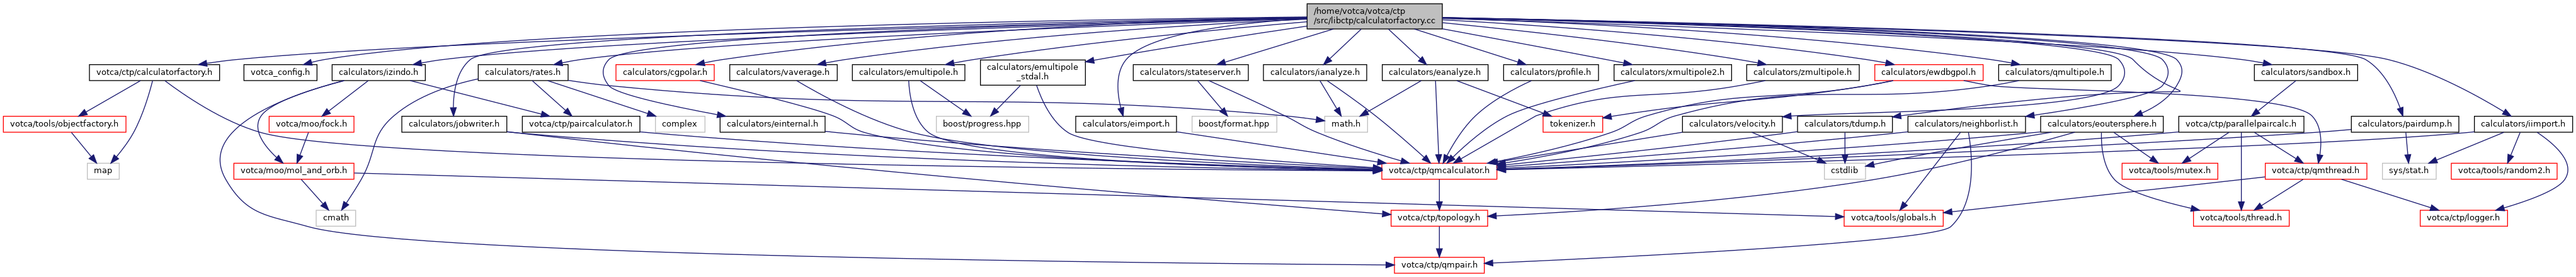 /home/votca/votca/ctp
/src/libctp/calculatorfactory.cc
votca/ctp/calculatorfactory.h
votca_config.h
calculators/izindo.h
calculators/rates.h
calculators/cgpolar.h
calculators/vaverage.h
calculators/emultipole.h
calculators/emultipole
_stdal.h
calculators/stateserver.h
calculators/ianalyze.h
calculators/eanalyze.h
calculators/profile.h
calculators/xmultipole2.h
calculators/zmultipole.h
calculators/ewdbgpol.h
calculators/qmultipole.h
calculators/sandbox.h
votca/tools/objectfactory.h
votca/moo/fock.h
calculators/jobwriter.h
votca/ctp/paircalculator.h
complex
calculators/einternal.h
boost/progress.hpp
calculators/eimport.h
boost/format.hpp
math.h
tokenizer.h
calculators/velocity.h
calculators/tdump.h
calculators/neighborlist.h
calculators/eoutersphere.h
votca/ctp/parallelpaircalc.h
calculators/pairdump.h
calculators/iimport.h
map
votca/moo/mol_and_orb.h
votca/ctp/qmcalculator.h
cstdlib
votca/tools/mutex.h
votca/ctp/qmthread.h
sys/stat.h
votca/tools/random2.h
cmath
votca/ctp/topology.h
votca/tools/globals.h
votca/tools/thread.h
votca/ctp/logger.h
votca/ctp/qmpair.h